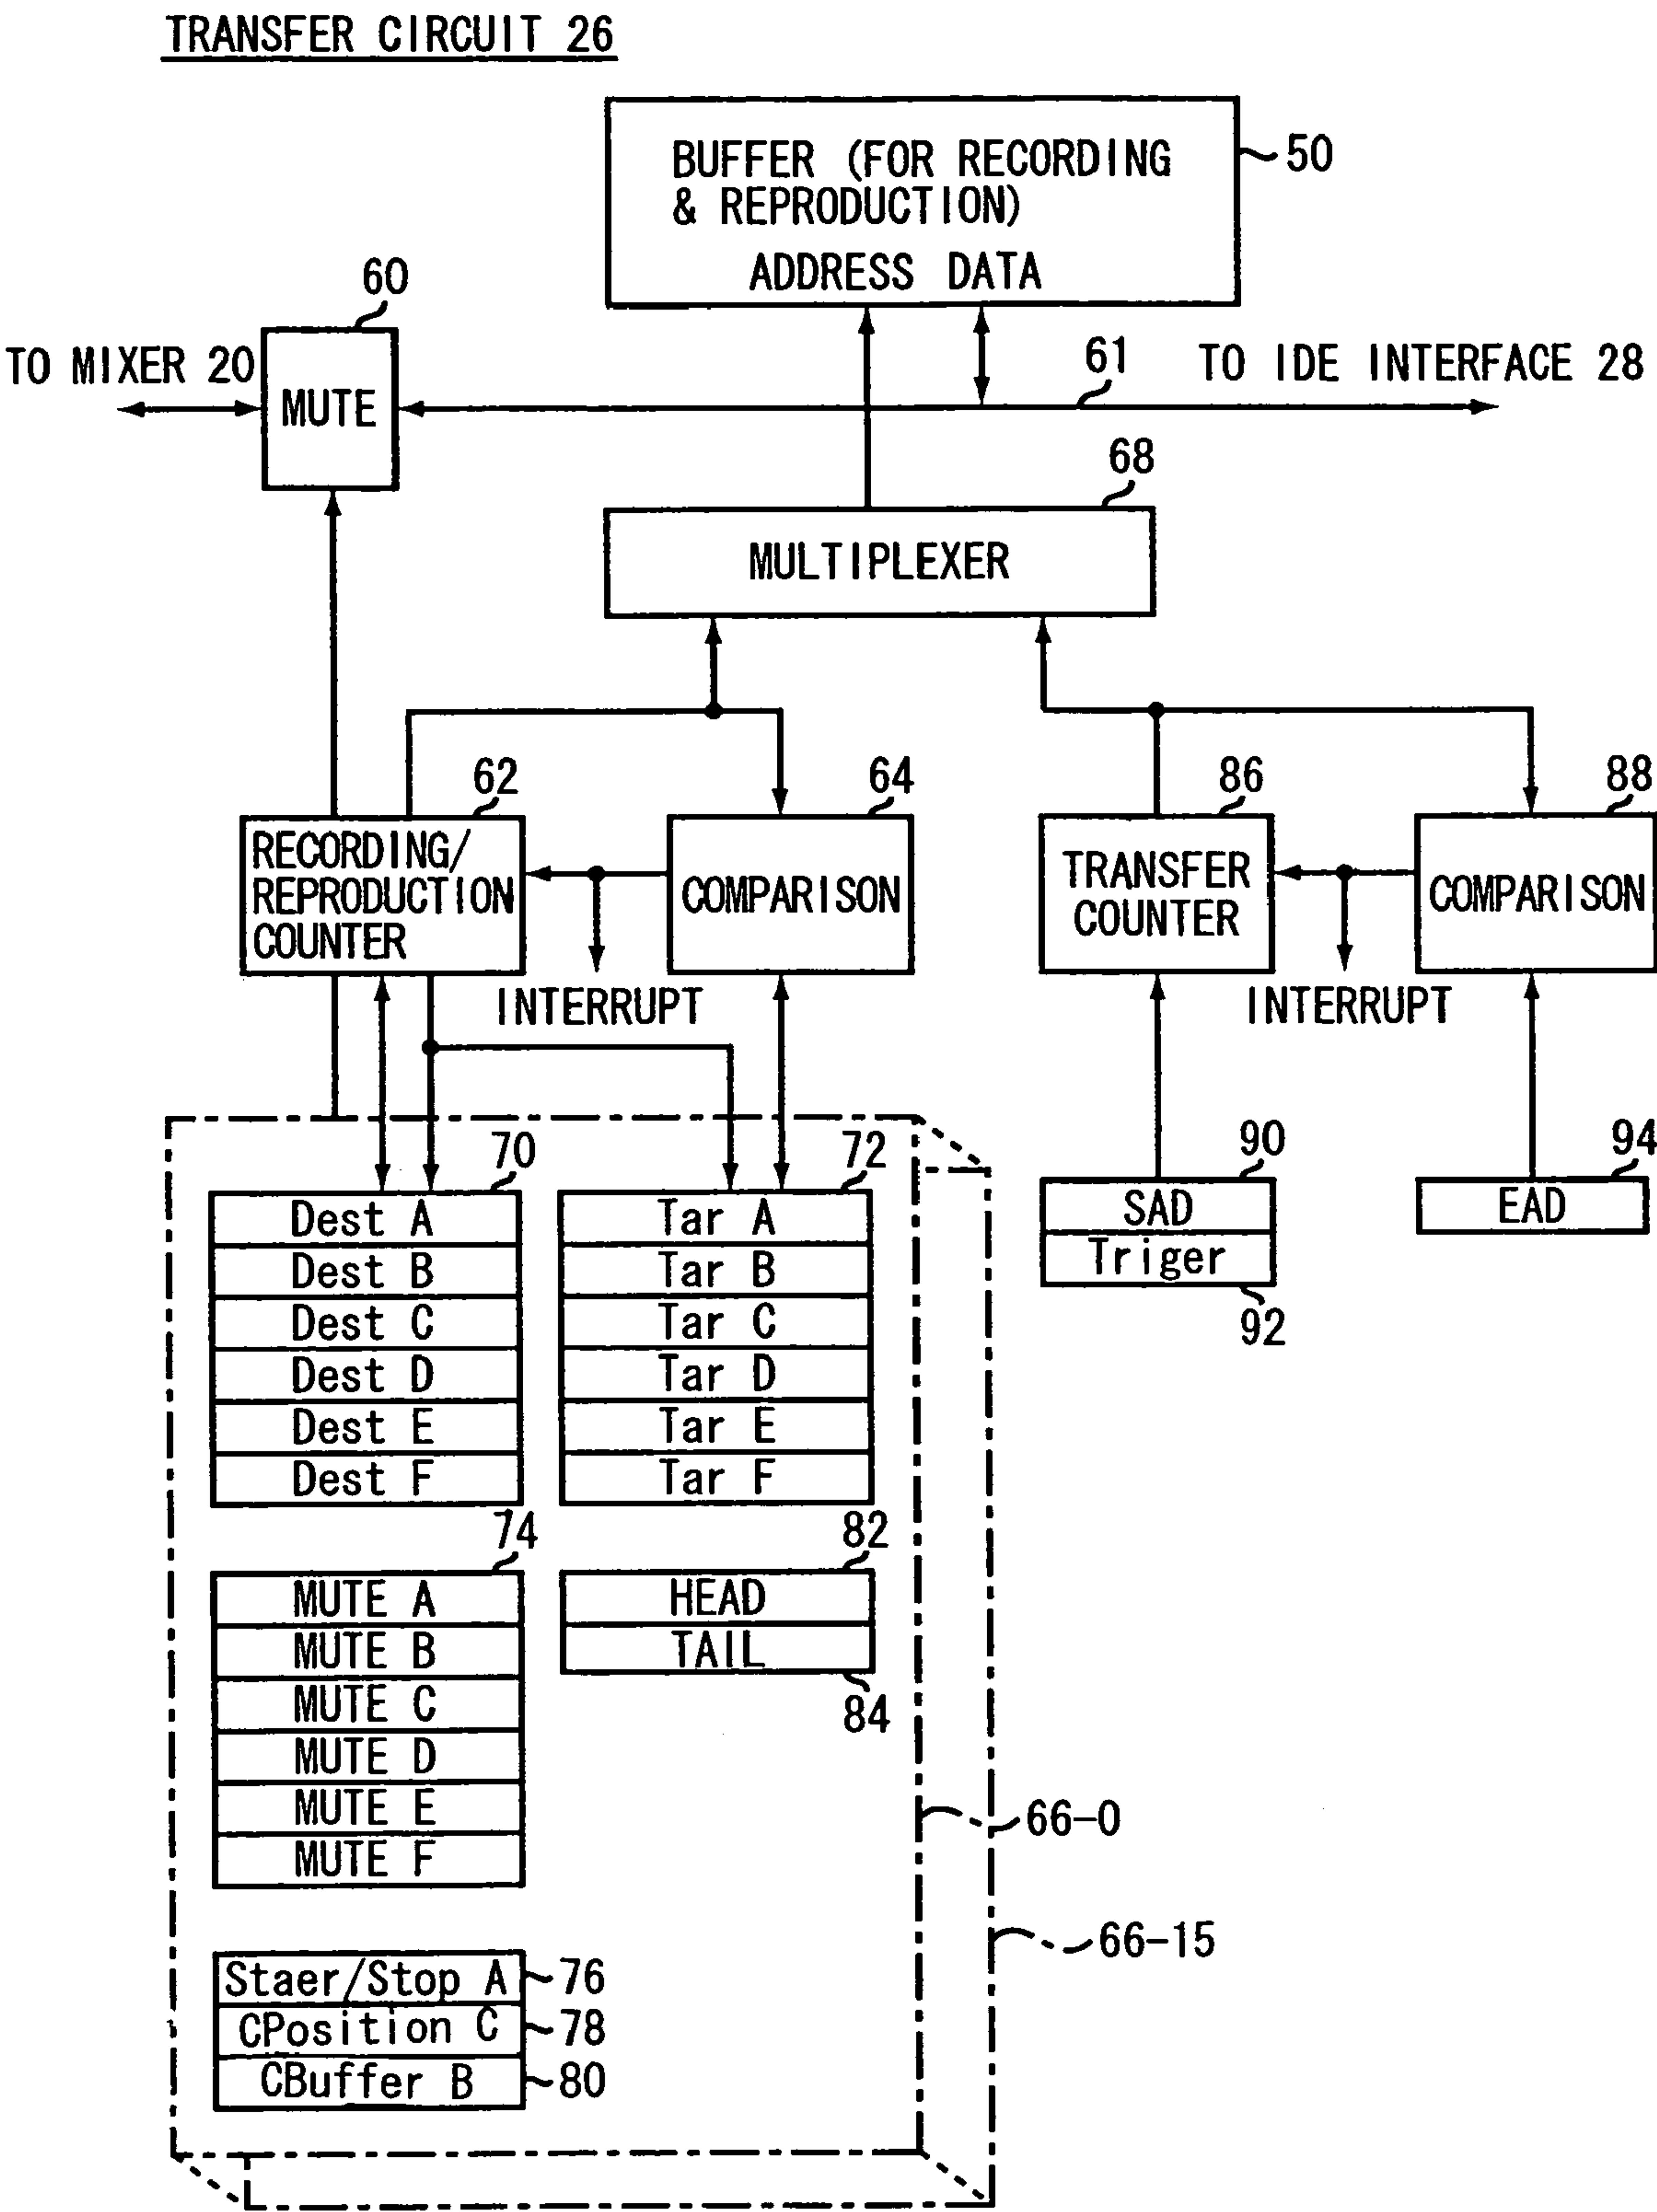 TRANSFER CIRCUIT 26
BUFFER (FOR RECORDING
& REPRODUCTION)
ADDRESS DATA
50
60
TO MIXER 20
MUTE
61
TO IDE INTERFACE 28
68
MULTIPLEXER
62
RECORDING/
REPRODUCTION
COUNTER
64
COMPARISON
INTERRUPT
86
TRANSFER
COUNTER
88
COMPARISON
INTERRUPT
70
Dest A
Dest B
Dest C
Dest D
Dest E
Dest F
72
Tar A
Tar B
Tar C
Tar D
Tar E
Tar F
90
SAD
Triger
92
94
EAD
74
MUTE A
MUTE B
MUTE C
MUTE D
MUTE E
MUTE F
82
HEAD
TAIL
84
66-0
66-15
Staer/Stop A
76
CPosition C
78
CBuffer B
80